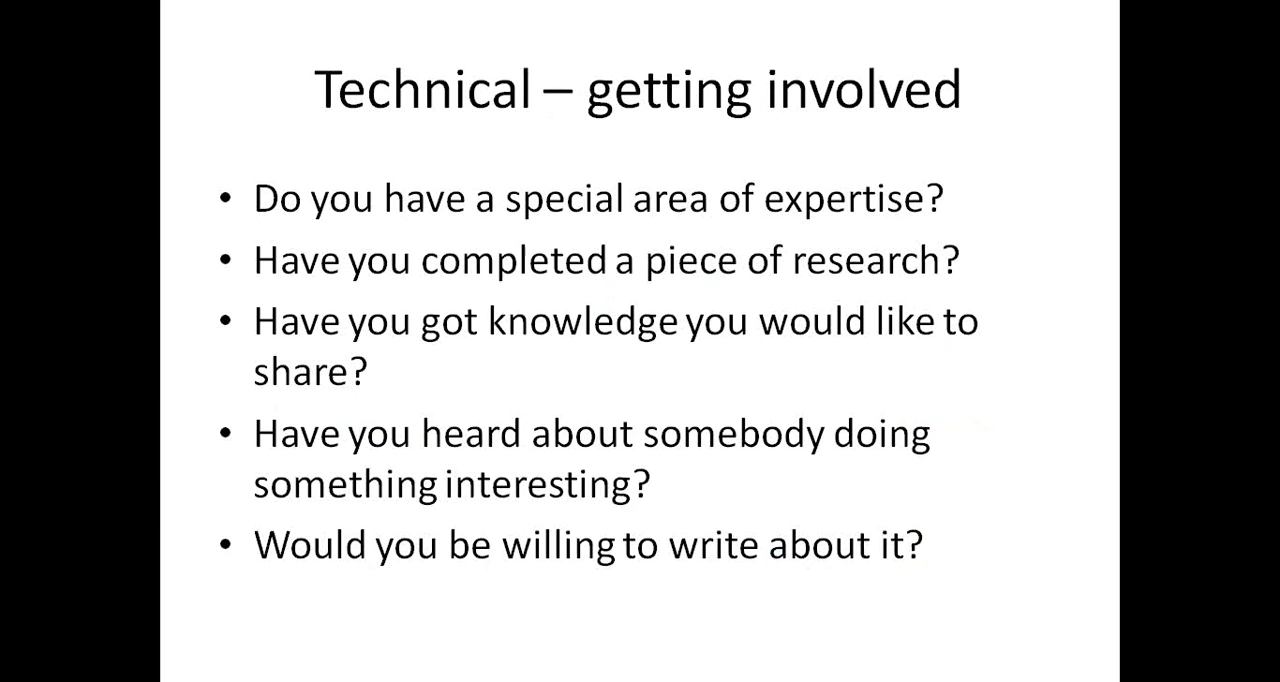 Technical – getting involved
• Do you have a special area of expertise?
• Have you completed a piece of research?
• Have you got knowledge you would like to
share?
• Have you heard about somebody doing
something interesting?
• Would you be willing to write about it?